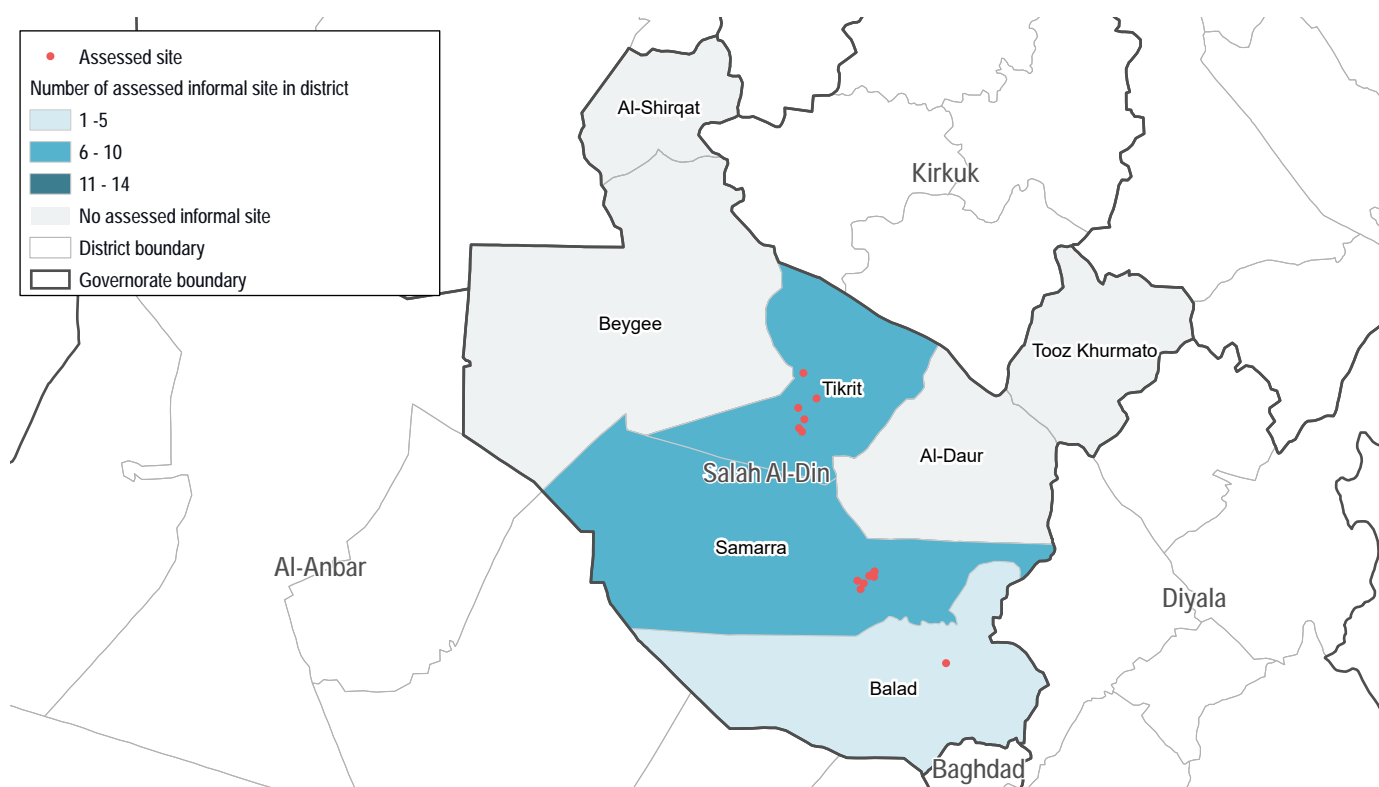 Assessed site
Number of assessed informal site in district
1 -5
6 - 10
11 - 14
No assessed informal site
District boundary
Governorate boundary
Al-Shirqat
Kirkuk
Beygee
Tooz Khurmato
Tikrit
Al-Daur
Salah Al-Din
Samarra
Al-Anbar
Diyala
Balad
Baghdad